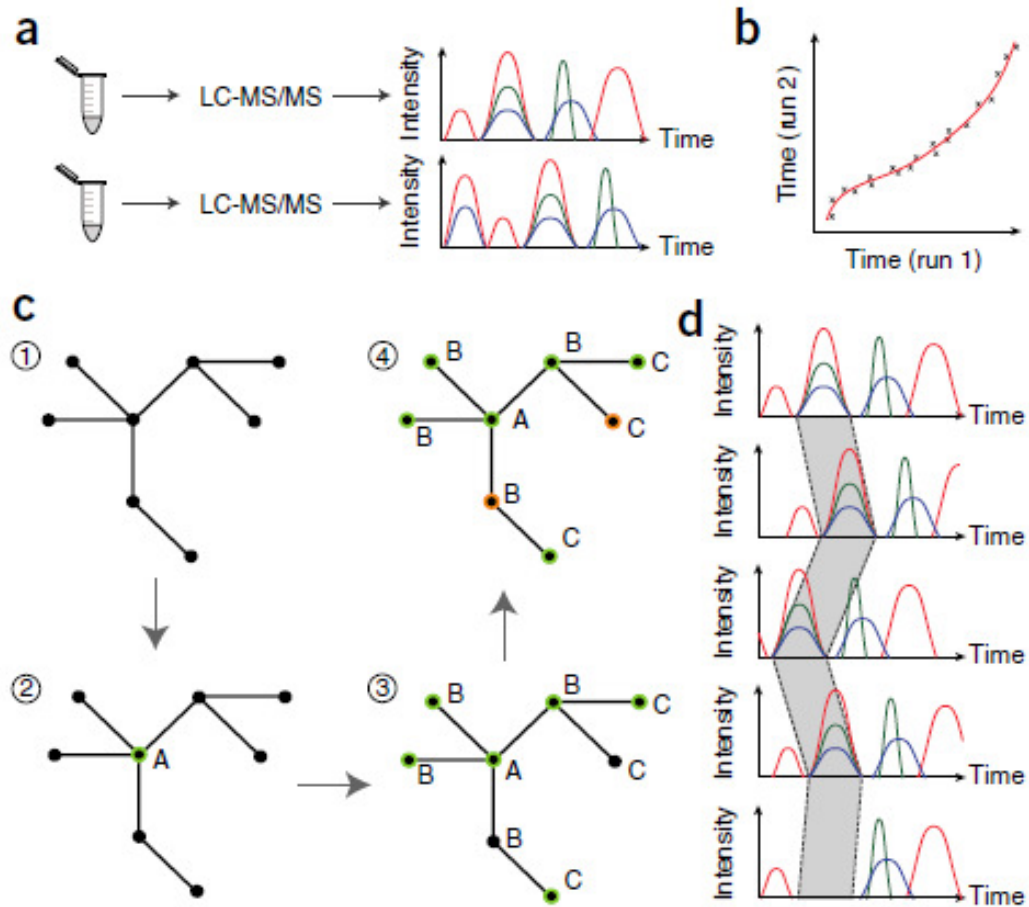 a
LC-MS/MS
Intensity
Time
LC-MS/MS
Intensity
Time
b
Time (run 2)
Time (run 1)
c
①
②
A
③
B
B
C
B
A
C
B
C
④
B
B
C
B
A
C
B
C
d
Intensity
Time
Intensity
Time
Intensity
Time
Intensity
Time
Intensity
Time